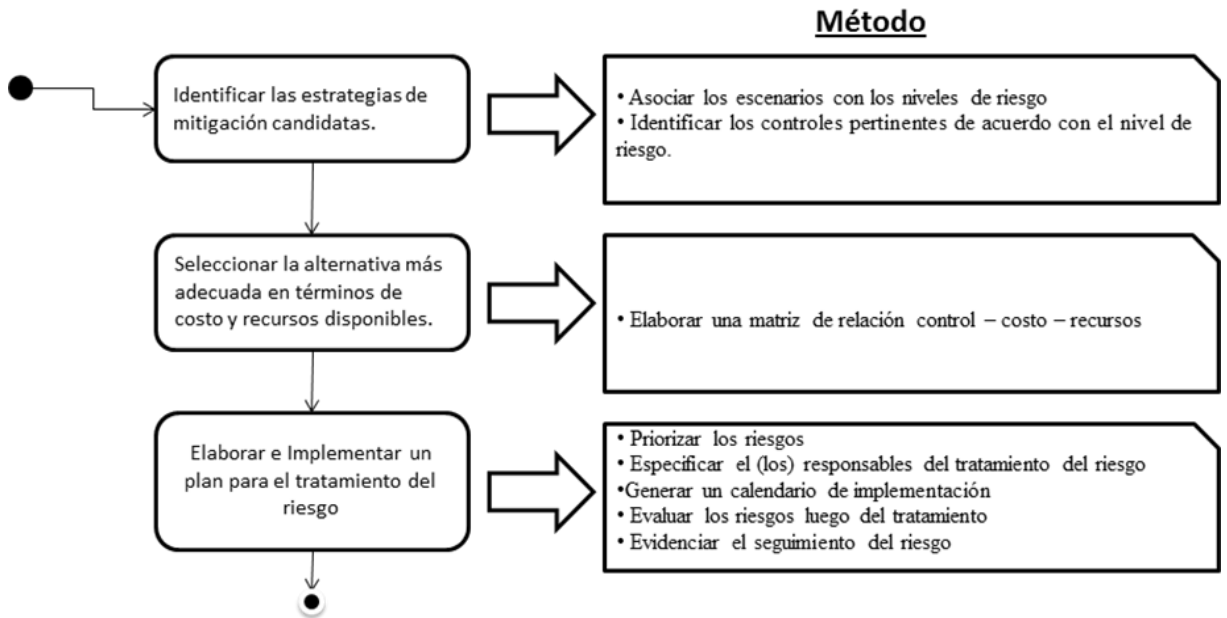 Método
Identificar las estrategias de
mitigación candidatas.
• Asociar los escenarios con los niveles de riesgo
• Identificar los controles pertinentes de acuerdo con el nivel de
riesgo.
Seleccionar la alternativa más
adecuada en términos de
costo y recursos disponibles.
• Elaborar una matriz de relación control – costo – recursos
Elaborar e Implementar un
plan para el tratamiento del
riesgo
• Priorizar los riesgos
• Especificar el (los) responsables del tratamiento del riesgo
•Generar un calendario de implementación
• Evaluar los riesgos luego del tratamiento
• Evidenciar el seguimiento del riesgo